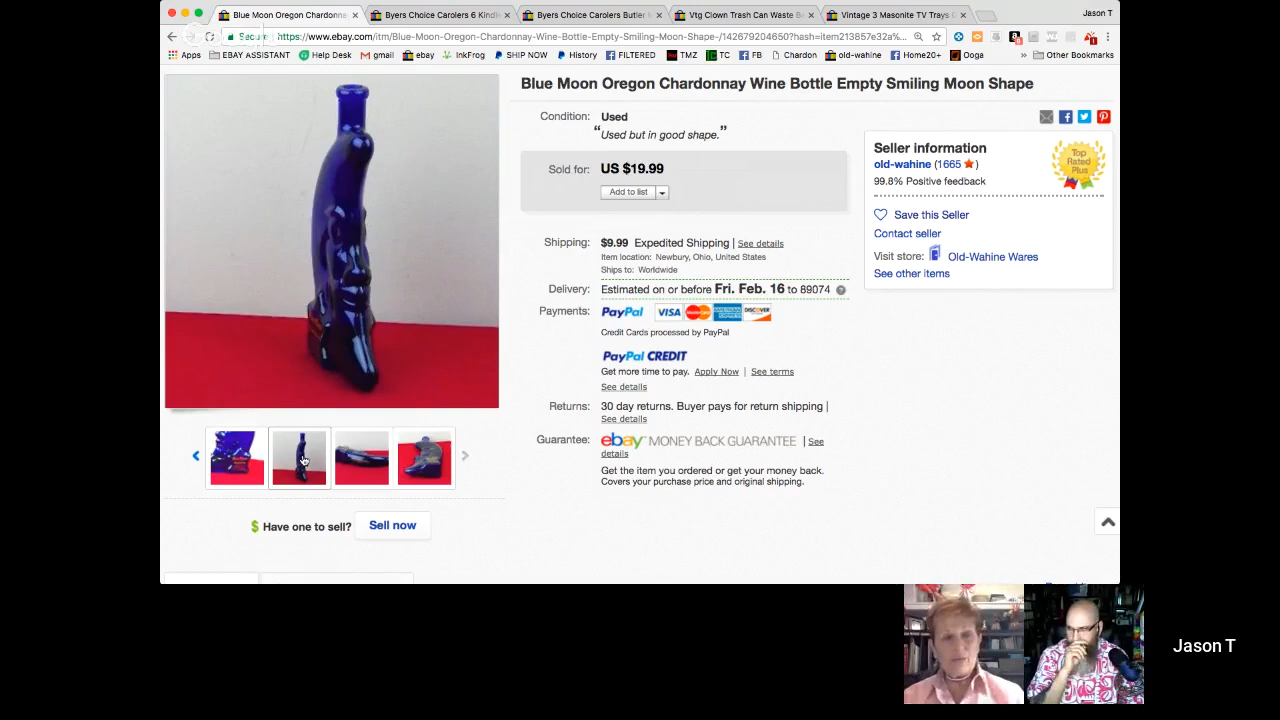 Blue Moon Oregon Chardonna
Byers Choice Carolers 6 Kindl
Byers Choice Carolers Butler
Vtg Clown Trash Can Waste B
Vintage 3 Masonite TV Trays
Jason T
Secure
https://www.ebay.com/itm/Blue-Moon-Oregon-Chardonnay-Wine-Bottle-Empty-Smiling-Moon-Shape-/142679204650?hash=item213857e32a%...
Apps EBAY ASSISTANT Help Desk gmail ebay InkFrog SHIP NOW History FILTERED TMZ TC FB Chardon old-wahine Home20+ Ooga » Other Bookmarks
Blue Moon Oregon Chardonnay Wine Bottle Empty Smiling Moon Shape
Condition: Used
“Used but in good shape.”
Sold for: US $19.99
Add to list
Shipping: $9.99 Expedited Shipping | See details
Item location: Newbury, Ohio, United States
Ships to: Worldwide
Delivery: Estimated on or before Fri. Feb. 16 to 89074
Payments: PayPal VISA MasterCard AMERICAN EXPRESS DISCOVER
Credit Cards processed by PayPal
PayPal CREDIT
Get more time to pay. Apply Now | See terms
See details
Returns: 30 day returns. Buyer pays for return shipping |
See details
Guarantee: ebay MONEY BACK GUARANTEE | See
details
Get the item you ordered or get your money back.
Covers your purchase price and original shipping.
Seller information
old-wahine (1665 )
99.8% Positive feedback
Top
Rated
Plus
Save this Seller
Contact seller
Visit store: Old-Wahine Wares
See other items
$ Have one to sell? Sell now
Jason T